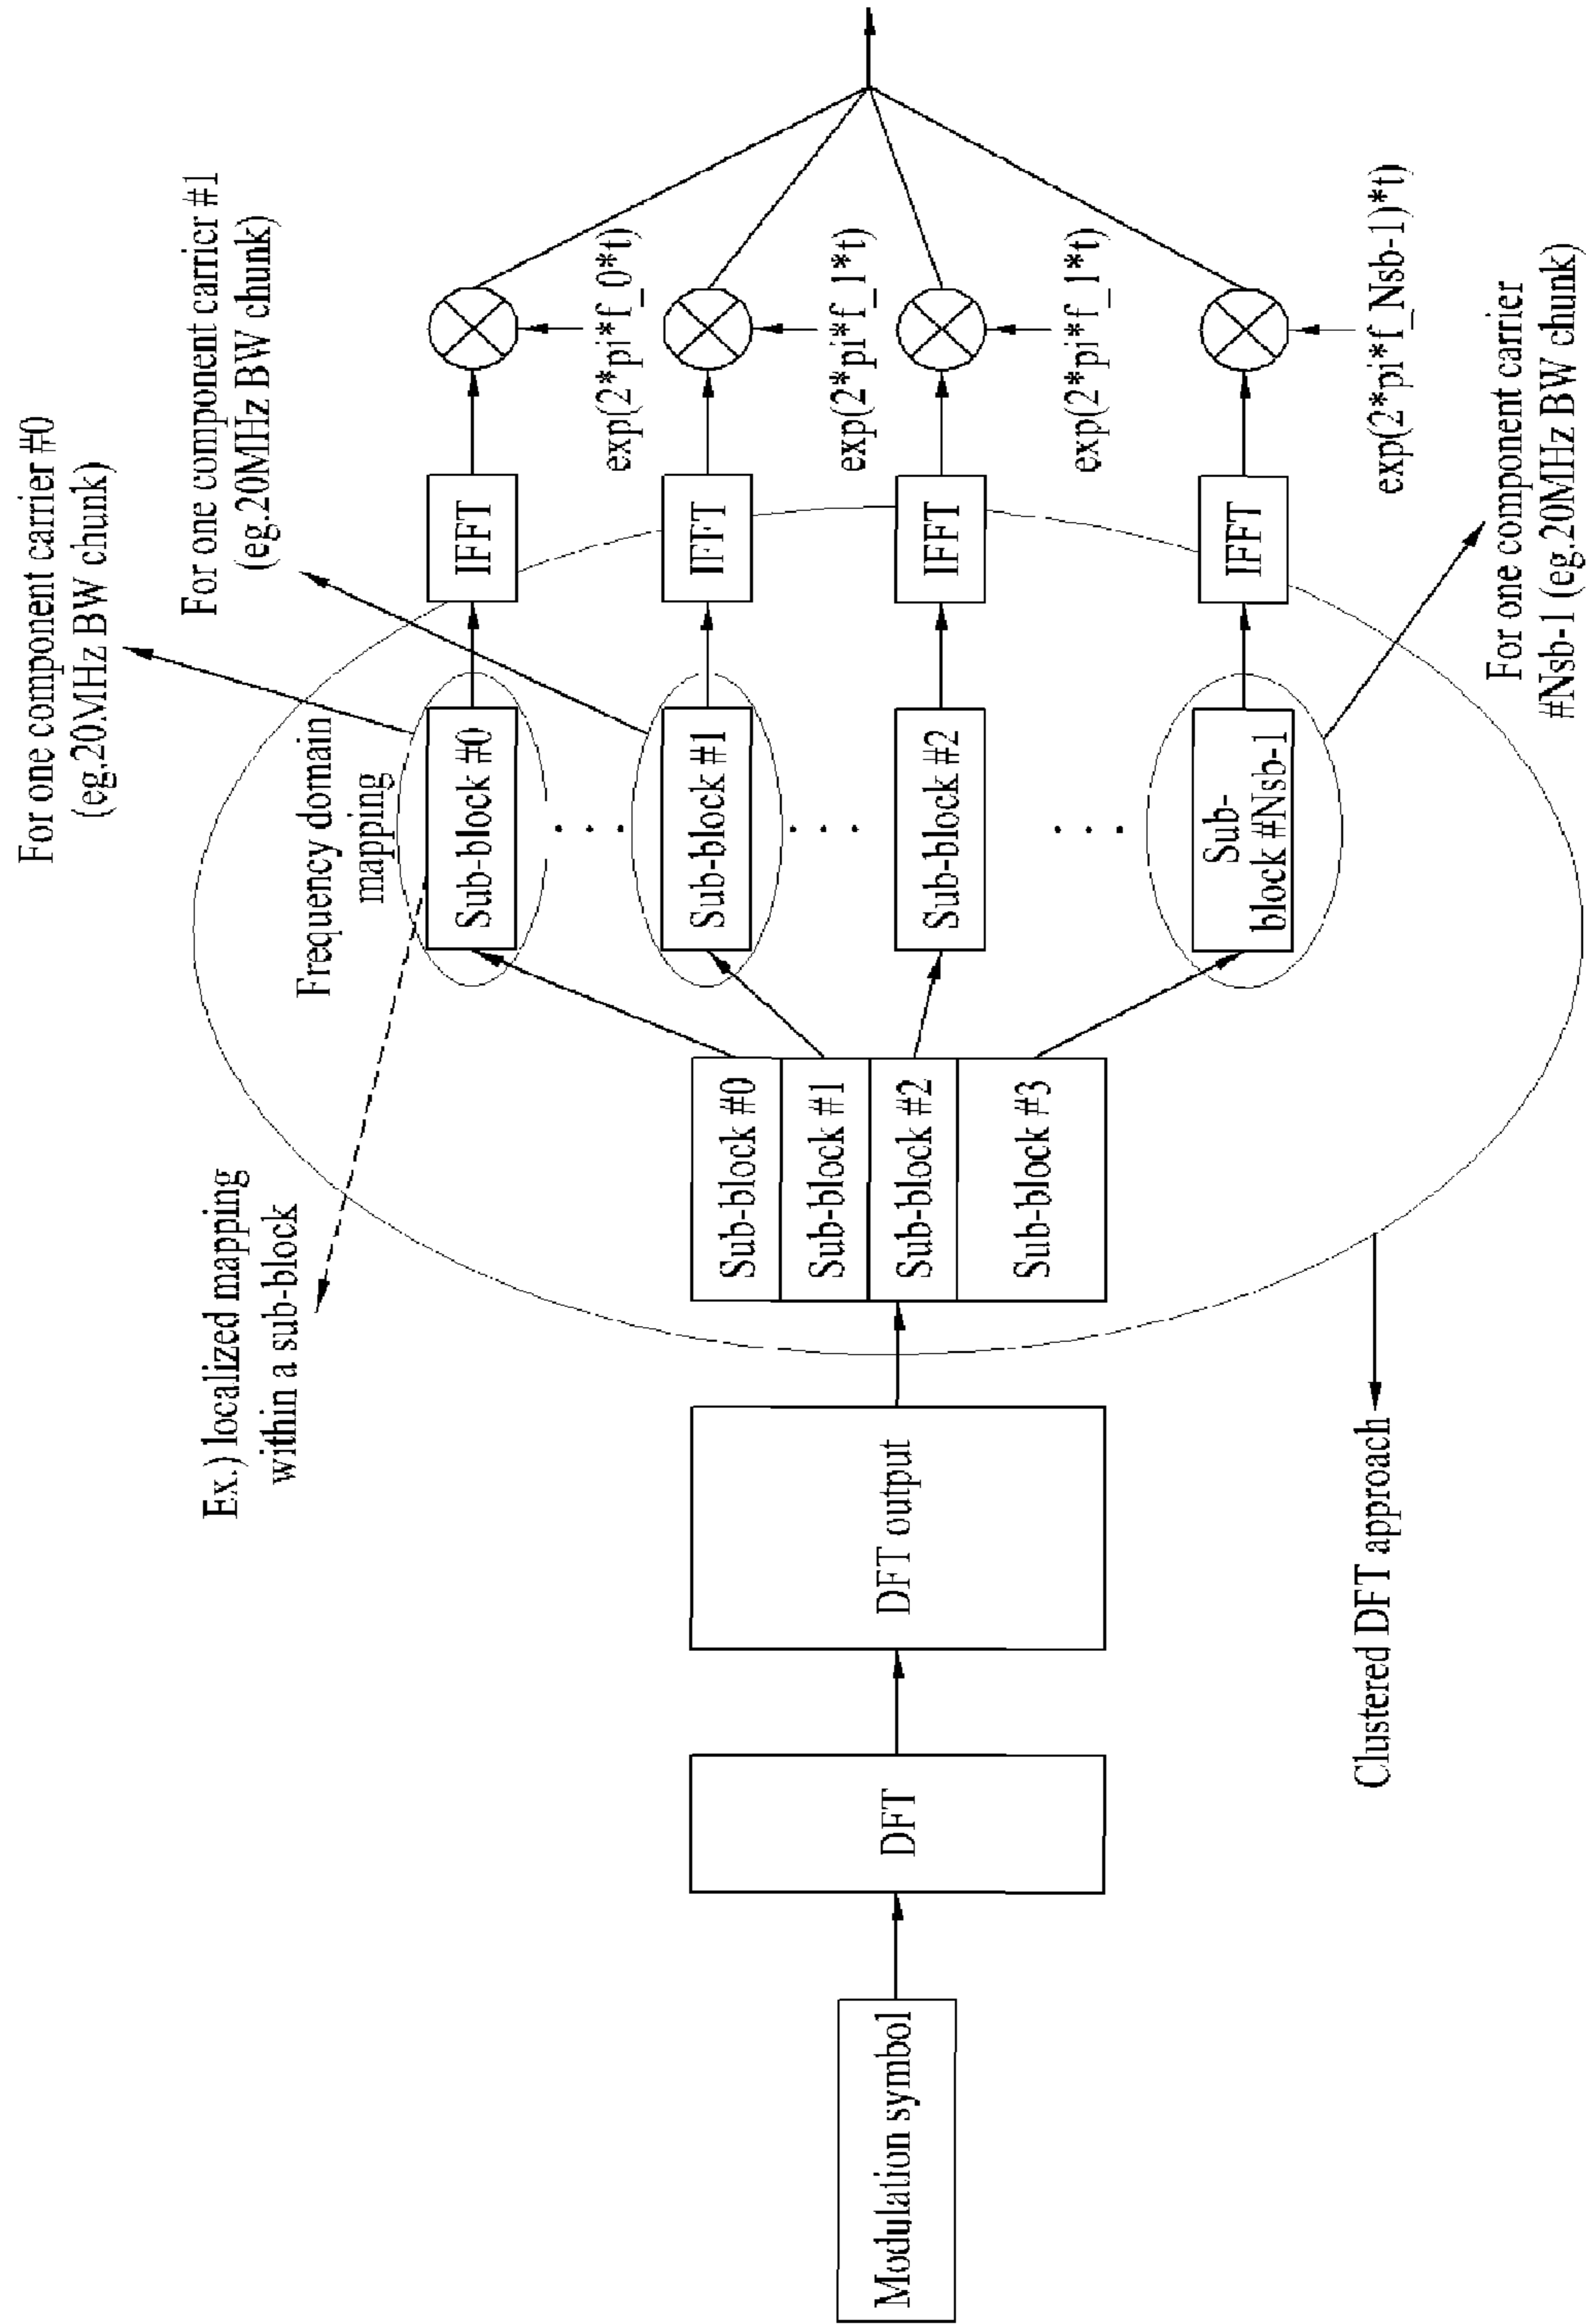 Modulation symbol
DFT
DFT output
Sub-block #0
Sub-block #1
Sub-block #2
Sub-block #3
Ex.) localized mapping
within a sub-block
Clustered DFT approach
Frequency domain
mapping
Sub-block #0
. . .
Sub-block #1
. . .
Sub-block #2
. . .
Sub-
block #Nsb-1
For one component carrier #0
(eg.20MHz BW chunk)
For one component carrier #1
(eg.20MHz BW chunk)
For one component carrier
#Nsb-1 (eg.20MHz BW chunk)
IFFT
IFFT
IFFT
IFFT
exp(2*pi*f_0*t)
exp(2*pi*f_1*t)
exp(2*pi*f_1*t)
exp(2*pi*f_Nsb-1)*t)